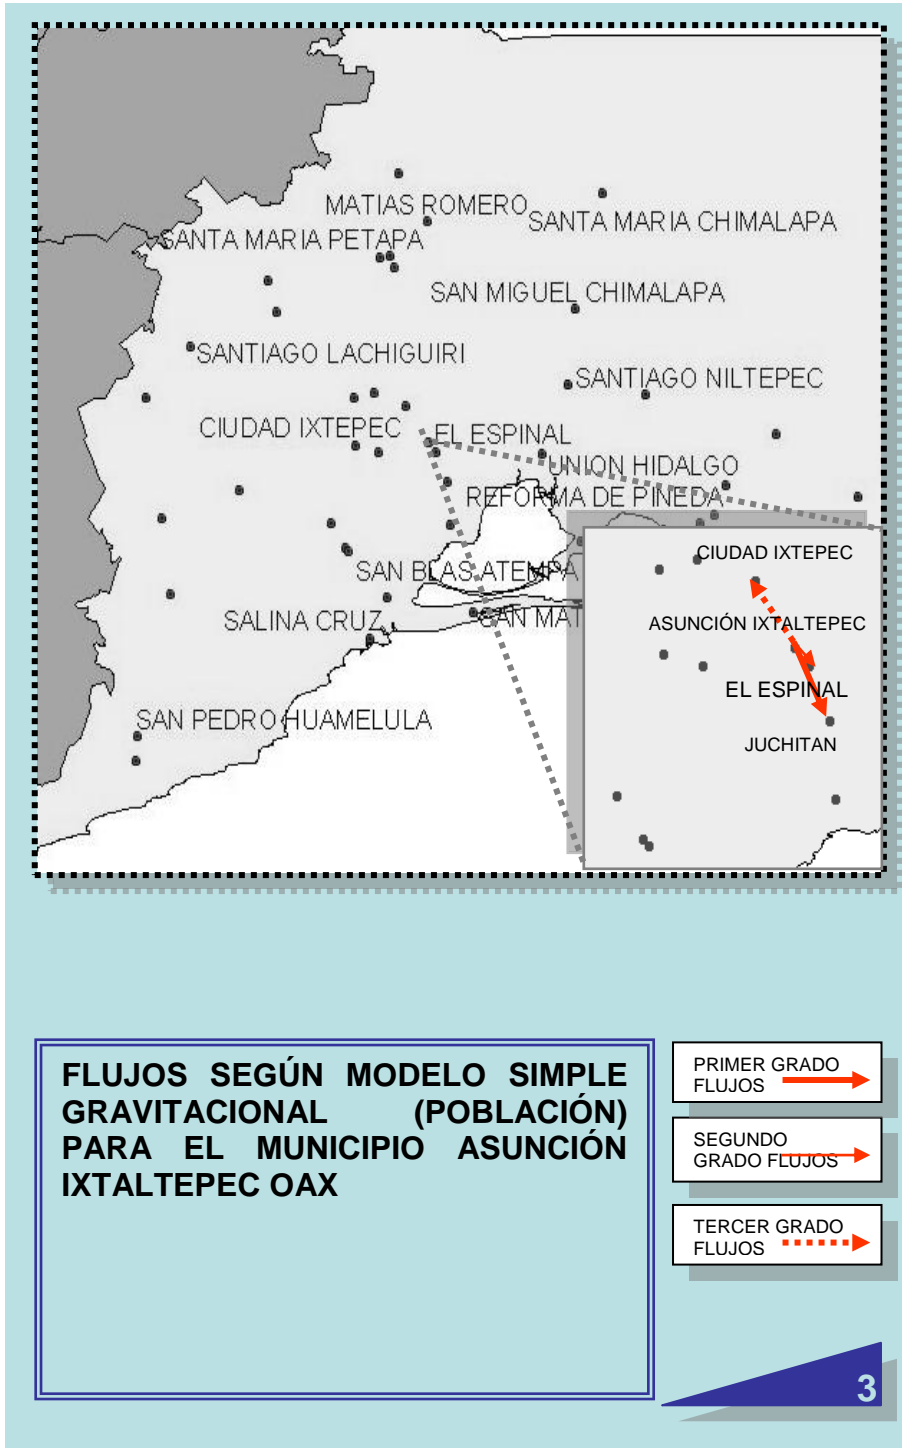 MATIAS ROMERO
SANTA MARIA CHIMALAPA
SANTA MARIA PETAPA
SAN MIGUEL CHIMALAPA
SANTIAGO LACHIGUIRI
SANTIAGO NILTEPEC
CIUDAD IXTEPEC
EL ESPINAL
UNION HIDALGO
REFORMA DE PINEDA
SAN BLAS ATEMPA
SALINA CRUZ
SAN MAT
SAN PEDRO HUAMELULA
CIUDAD IXTEPEC
ASUNCIÓN IXTALTEPEC
EL ESPINAL
JUCHITAN
FLUJOS SEGÚN MODELO SIMPLE
GRAVITACIONAL (POBLACIÓN)
PARA EL MUNICIPIO ASUNCIÓN
IXTALTEPEC OAX
PRIMER GRADO
FLUJOS
SEGUNDO
GRADO FLUJOS
TERCER GRADO
FLUJOS
3